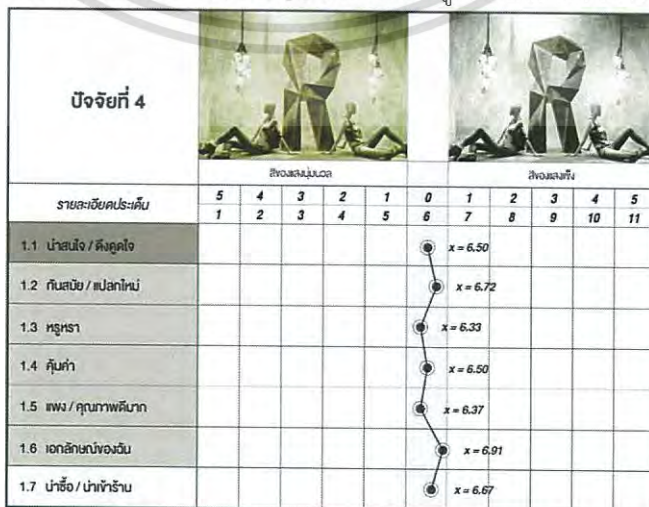 ปัจจัยที่ 4
สีของแสงนุ่มนวล สีของแสงแข็ง
รายละเอียดประเด็น 5 4 3 2 1 0 1 2 3 4 5
1 2 3 4 5 6 7 8 9 10 11
1.1 น่าสนใจ / ดึงดูดใจ x = 6.50
1.2 ทันสมัย / แปลกใหม่ x = 6.72
1.3 หรูหรา x = 6.33
1.4 คุ้มค่า x = 6.50
1.5 แพง / คุณภาพดีมาก x = 6.37
1.6 เอกลักษณ์ของฉัน x = 6.91
1.7 น่าซื้อ / น่าเข้าร้าน x = 6.67